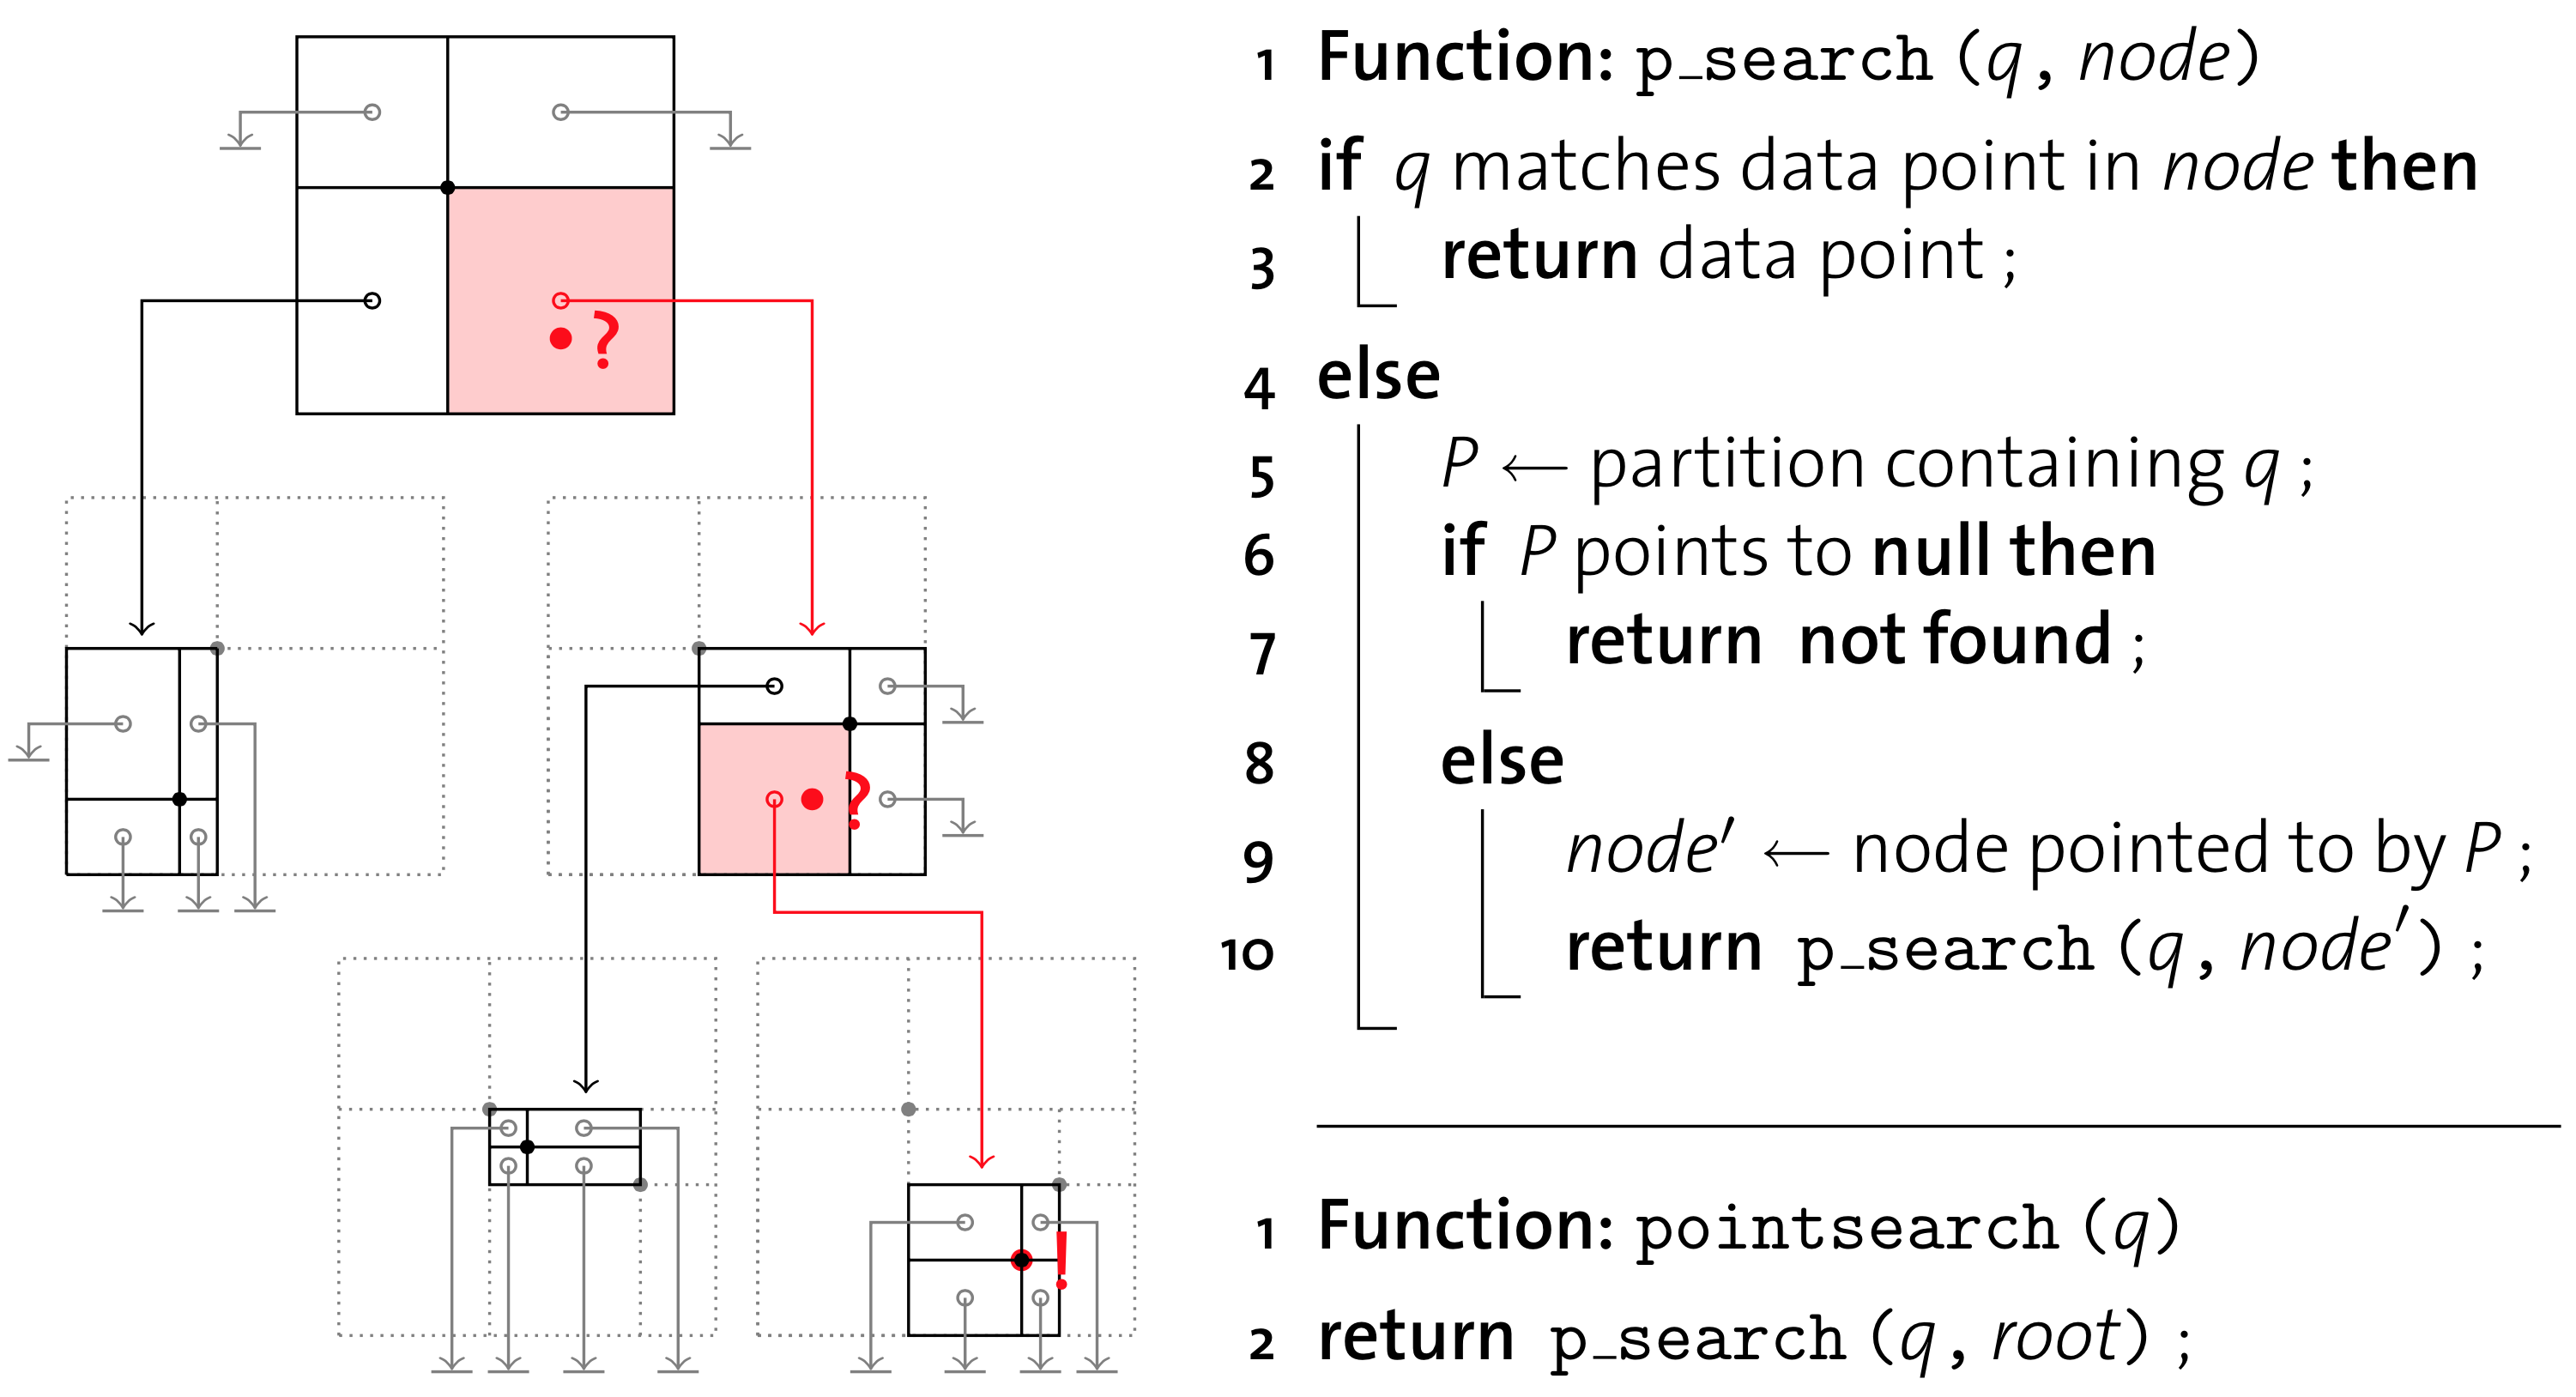 ?
?
!
1 Function: p_search (q, node)
2 if q matches data point in node then
3 return data point ;
4 else
5 P ← partition containing q ;
6 if P points to null then
7 return not found ;
8 else
9 node′ ← node pointed to by P ;
10 return p_search (q, node′) ;
1 Function: pointsearch (q)
2 return p_search (q, root) ;